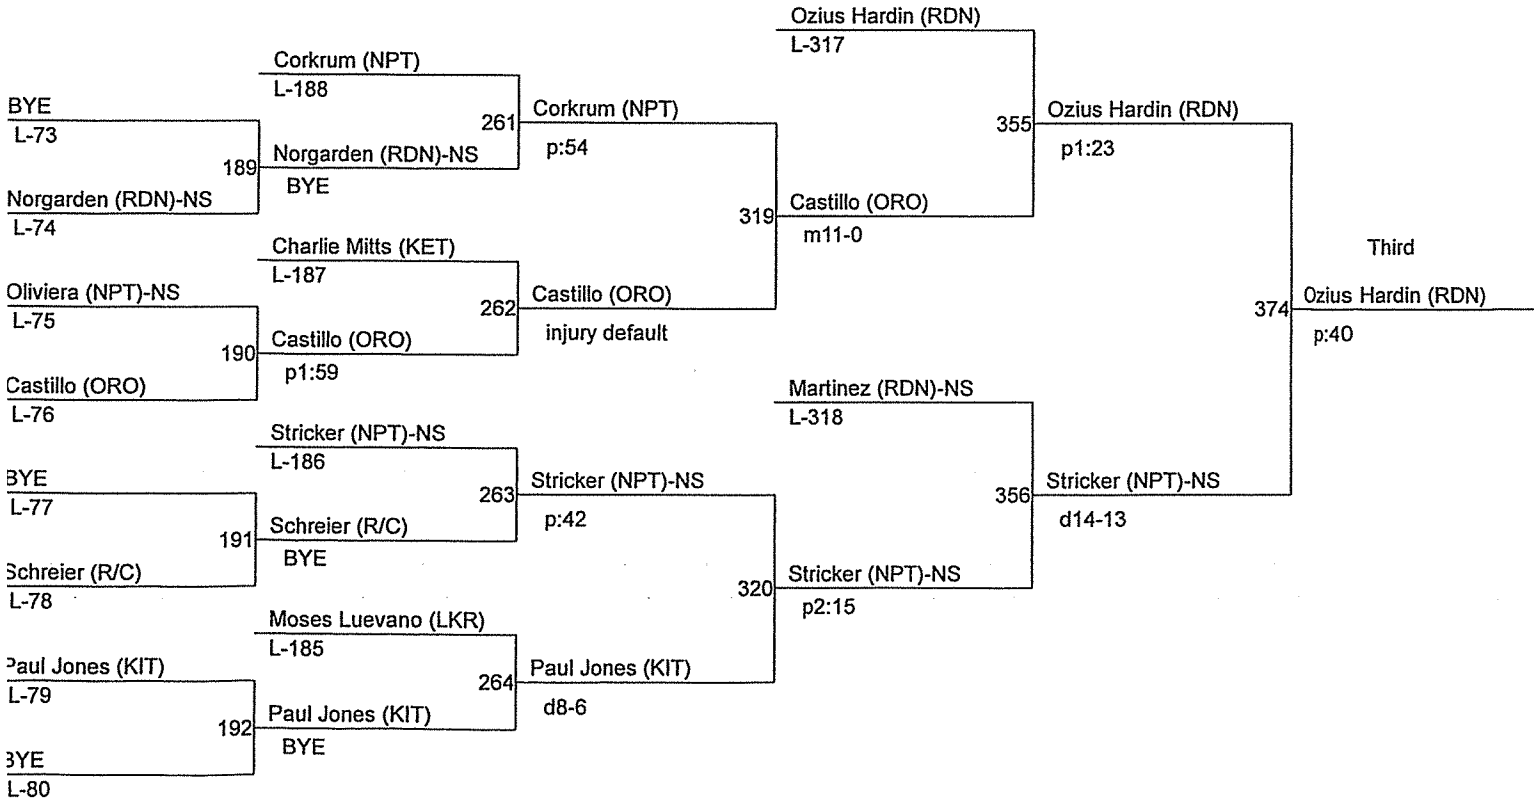 Ozius Hardin (RDN)
L-317
Corkrum (NPT)
L-188
BYE
L-73
261
Corkrum (NPT)
p:54
355
Ozius Hardin (RDN)
p1:23
189
Norgarden (RDN)-NS
BYE
Norgarden (RDN)-NS
L-74
319
Castillo (ORO)
m11-0
Charlie Mitts (KET)
L-187
Third
Oliviera (NPT)-NS
L-75
262
Castillo (ORO)
injury default
374
Ozius Hardin (RDN)
p:40
190
Castillo (ORO)
p1:59
Castillo (ORO)
L-76
Martinez (RDN)-NS
L-318
Stricker (NPT)-NS
L-186
BYE
L-77
263
Stricker (NPT)-NS
p:42
356
Stricker (NPT)-NS
d14-13
191
Schreier (R/C)
BYE
Schreier (R/C)
L-78
320
Stricker (NPT)-NS
p2:15
Moses Luevano (LKR)
L-185
Paul Jones (KIT)
L-79
264
Paul Jones (KIT)
d8-6
192
Paul Jones (KIT)
BYE
BYE
L-80